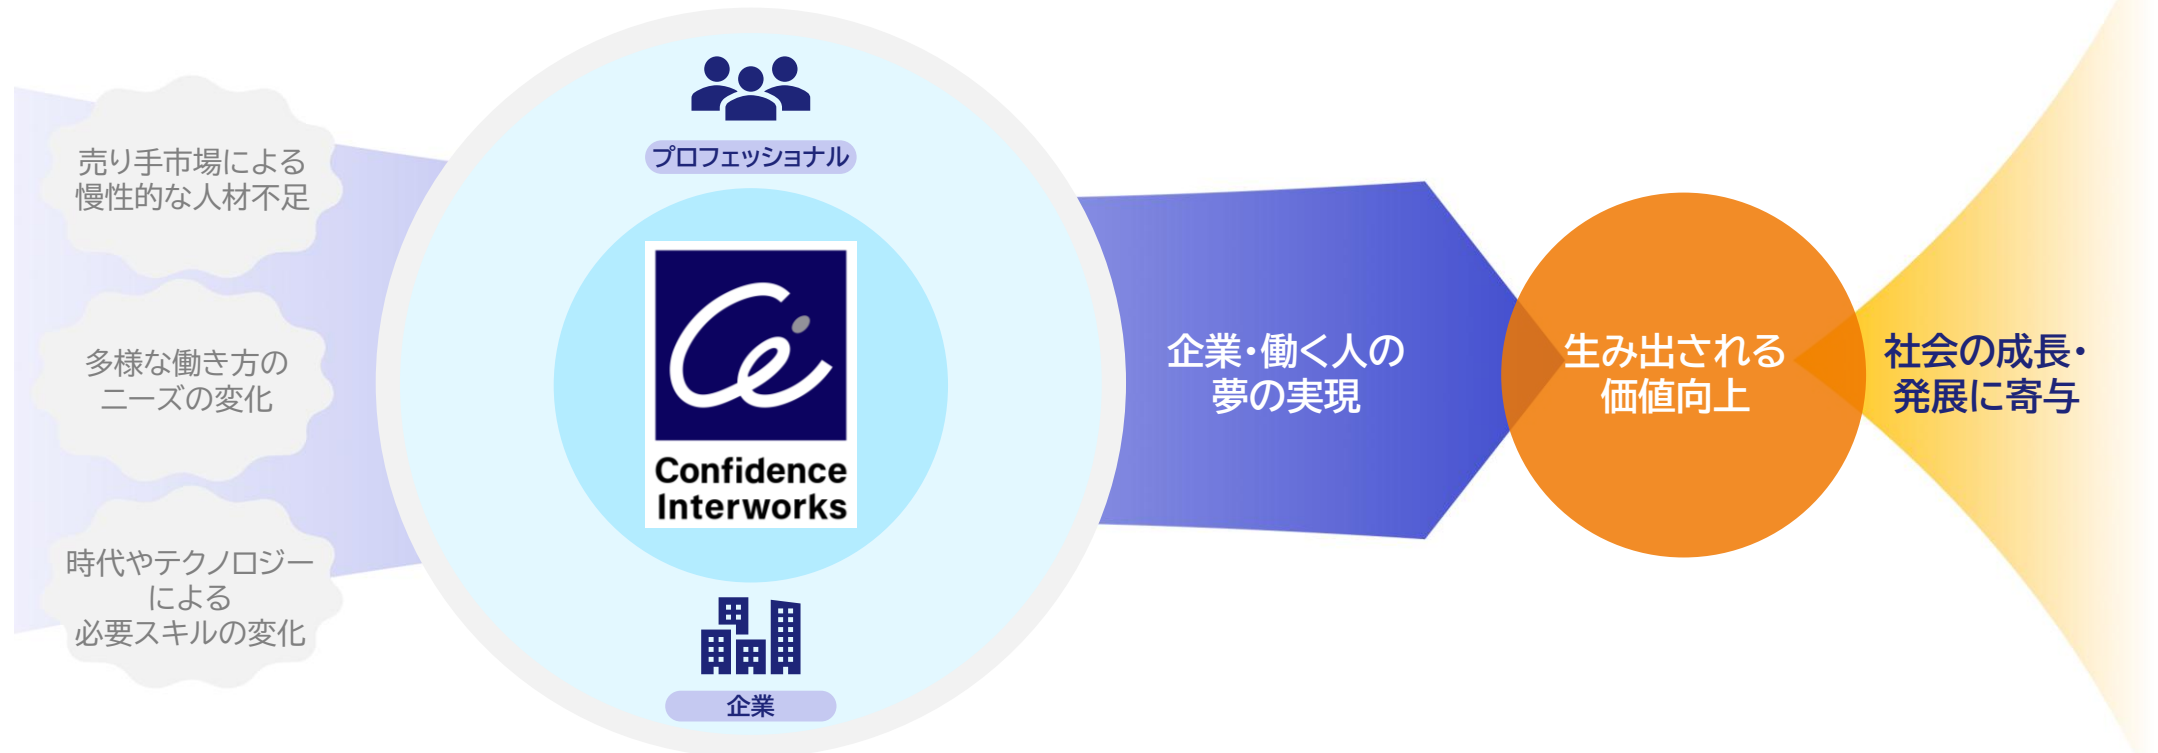 売り手市場による
慢性的な人材不足
多様な働き方の
ニーズの変化
時代やテクノロジー
による
必要スキルの変化
プロフェッショナル
Ci
Confidence
Interworks
企業
企業・働く人の
夢の実現
生み出される
価値向上
社会の成長・
発展に寄与